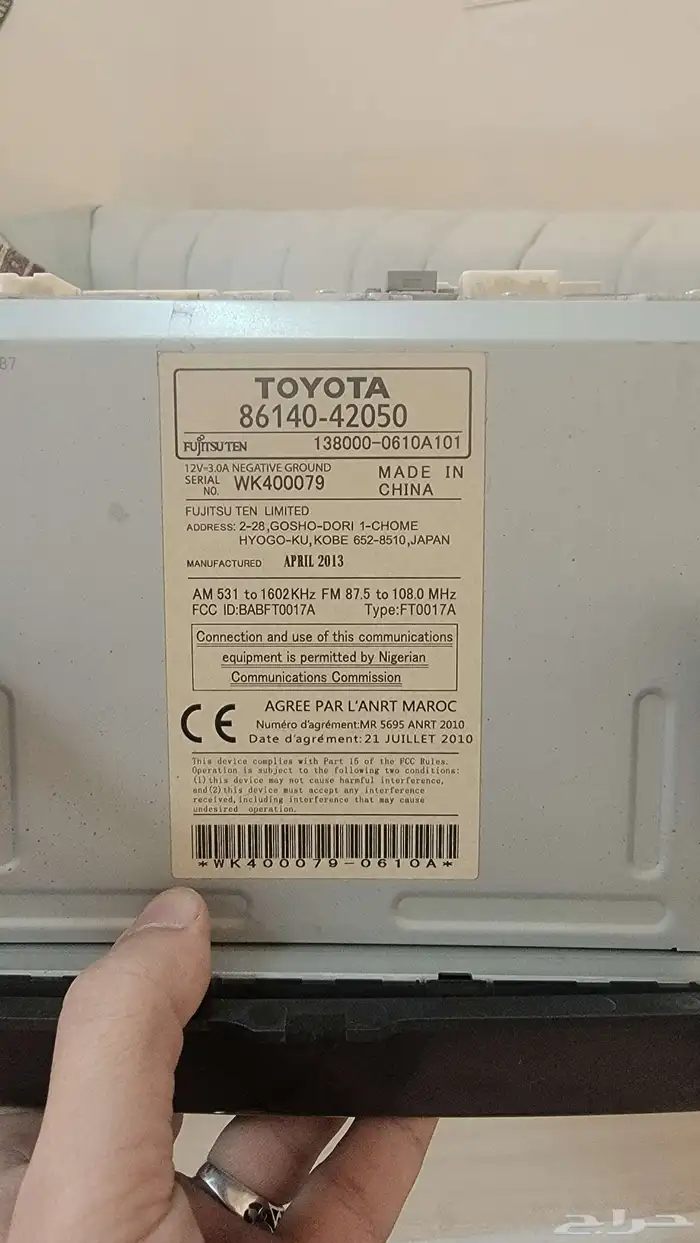 87
TOYOTA
86140-42050
FUJITSU TEN 138000-0610A101
12V⎓3.0A NEGATIVE GROUND
SERIAL NO. WK400079
MADE IN CHINA
FUJITSU TEN LIMITED
ADDRESS: 2-28,GOSHO-DORI 1-CHOME
HYOGO-KU,KOBE 652-8510,JAPAN
MANUFACTURED APRIL 2013
AM 531 to 1602KHz FM 87.5 to 108.0 MHz
FCC ID:BABFT0017A Type:FT0017A
Connection and use of this communications
equipment is permitted by Nigerian
Communications Commission
CE
AGREE PAR L'ANRT MAROC
Numéro d'agrément:MR 5695 ANRT 2010
Date d'agrément:21 JUILLET 2010
This device complies with Part 15 of the FCC Rules.
Operation is subject to the following two conditions:
(1)this device may not cause harmful interference,
and(2)this device must accept any interference
received,including interference that may cause
undesired operation.
*WK400079-0610A*
حراج